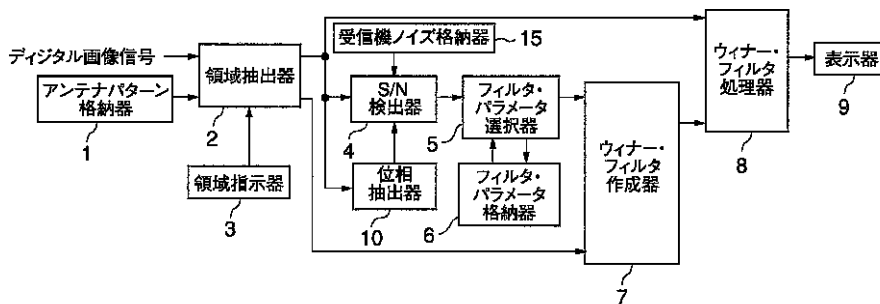 受信機ノイズ格納器
15
ディジタル画像信号
アンテナパターン
格納器
1
領域抽出器
2
領域指示器
3
S/N
検出器
4
位相
抽出器
10
フィルタ・
パラメータ
選択器
5
フィルタ・
パラメータ
格納器
6
ウィナー・
フィルタ
作成器
7
ウィナー・
フィルタ
処理器
8
表示器
9